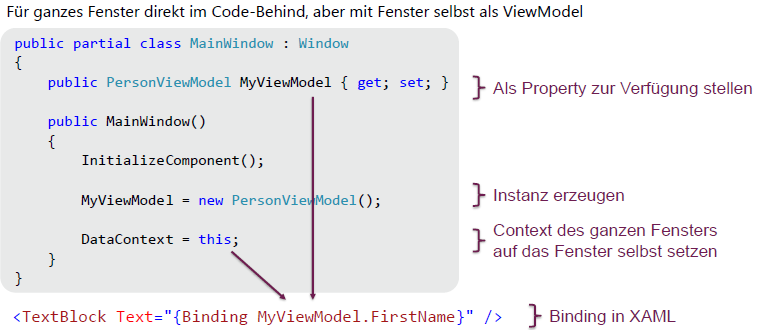 Für ganzes Fenster direkt im Code-Behind, aber mit Fenster selbst als ViewModel
public partial class MainWindow : Window
{
public PersonViewModel MyViewModel { get; set; }
Als Property zur Verfügung stellen
public MainWindow()
{
InitializeComponent();
MyViewModel = new PersonViewModel();
Instanz erzeugen
DataContext = this;
Context des ganzen Fensters
auf das Fenster selbst setzen
}
}
<TextBlock Text="{Binding MyViewModel.FirstName}" />
Binding in XAML